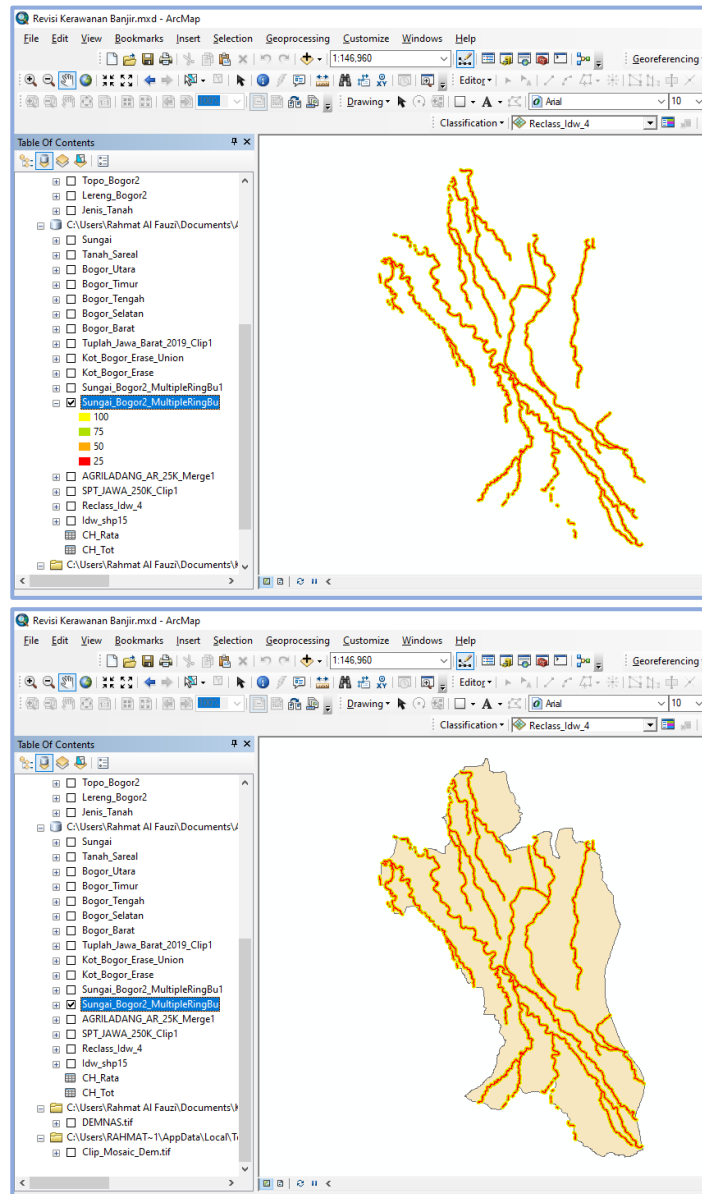 Revisi Kerawanan Banjir.mxd - ArcMap
File Edit View Bookmarks Insert Selection Geoprocessing Customize Windows Help
1:146,960 Georeferencing
Editor
Drawing A Arial 10
Classification Reclass_Idw_4
Table Of Contents
Topo_Bogor2
Lereng_Bogor2
Jenis_Tanah
C:\Users\Rahmat Al Fauzi\Documents\A
Sungai
Tanah_Sareal
Bogor_Utara
Bogor_Timur
Bogor_Tengah
Bogor_Selatan
Bogor_Barat
Tuplah_Jawa_Barat_2019_Clip1
Kot_Bogor_Erase_Union
Kot_Bogor_Erase
Sungai_Bogor2_MultipleRingBu1
Sungai_Bogor2_MultipleRingBu
100
75
50
25
AGRILADANG_AR_25K_Merge1
SPT_JAWA_250K_Clip1
Reclass_Idw_4
Idw_shp15
CH_Rata
CH_Tot
C:\Users\Rahmat Al Fauzi\Documents\K
Revisi Kerawanan Banjir.mxd - ArcMap
File Edit View Bookmarks Insert Selection Geoprocessing Customize Windows Help
1:146,960 Georeferencing
Editor
Drawing A Arial 10
Classification Reclass_Idw_4
Table Of Contents
Topo_Bogor2
Lereng_Bogor2
Jenis_Tanah
C:\Users\Rahmat Al Fauzi\Documents\A
Sungai
Tanah_Sareal
Bogor_Utara
Bogor_Timur
Bogor_Tengah
Bogor_Selatan
Bogor_Barat
Tuplah_Jawa_Barat_2019_Clip1
Kot_Bogor_Erase_Union
Kot_Bogor_Erase
Sungai_Bogor2_MultipleRingBu1
Sungai_Bogor2_MultipleRingBu
AGRILADANG_AR_25K_Merge1
SPT_JAWA_250K_Clip1
Reclass_Idw_4
Idw_shp15
CH_Rata
CH_Tot
C:\Users\Rahmat Al Fauzi\Documents\K
DEMNAS.tif
C:\Users\RAHMAT~1\AppData\Local\Te
Clip_Mosaic_Dem.tif